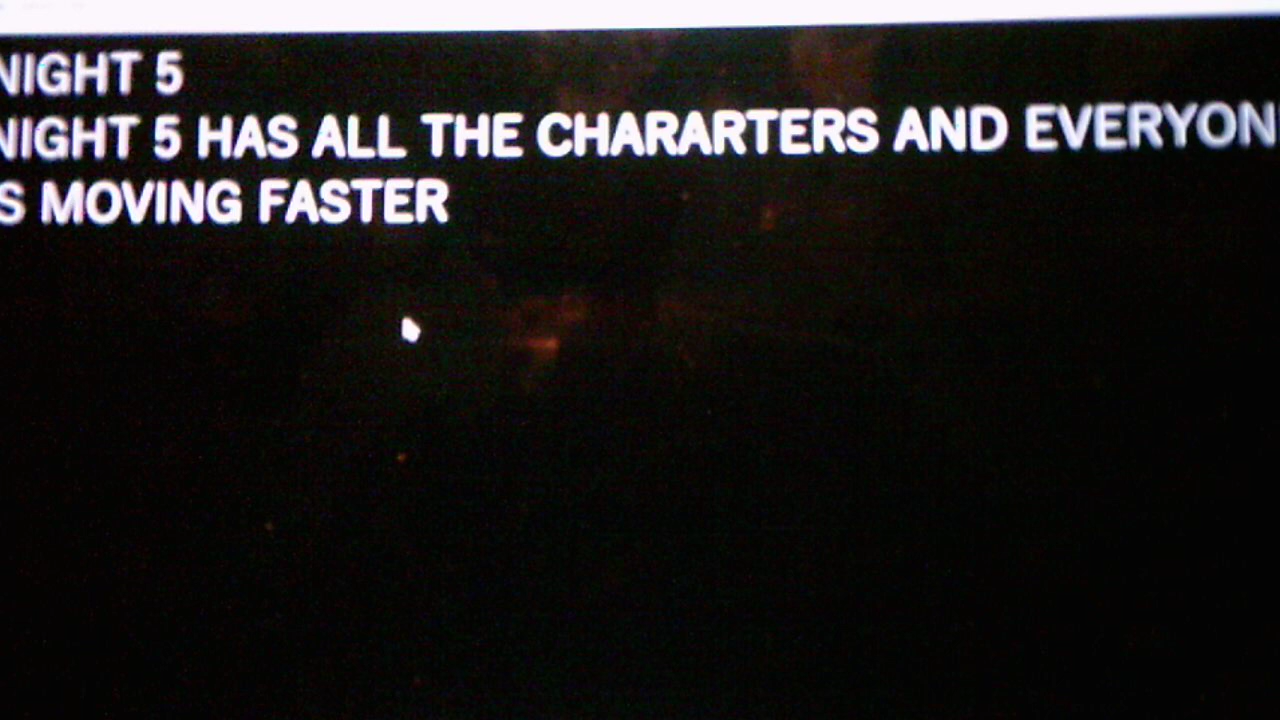 NIGHT 5
NIGHT 5 HAS ALL THE CHARARTERS AND EVERYON
S MOVING FASTER